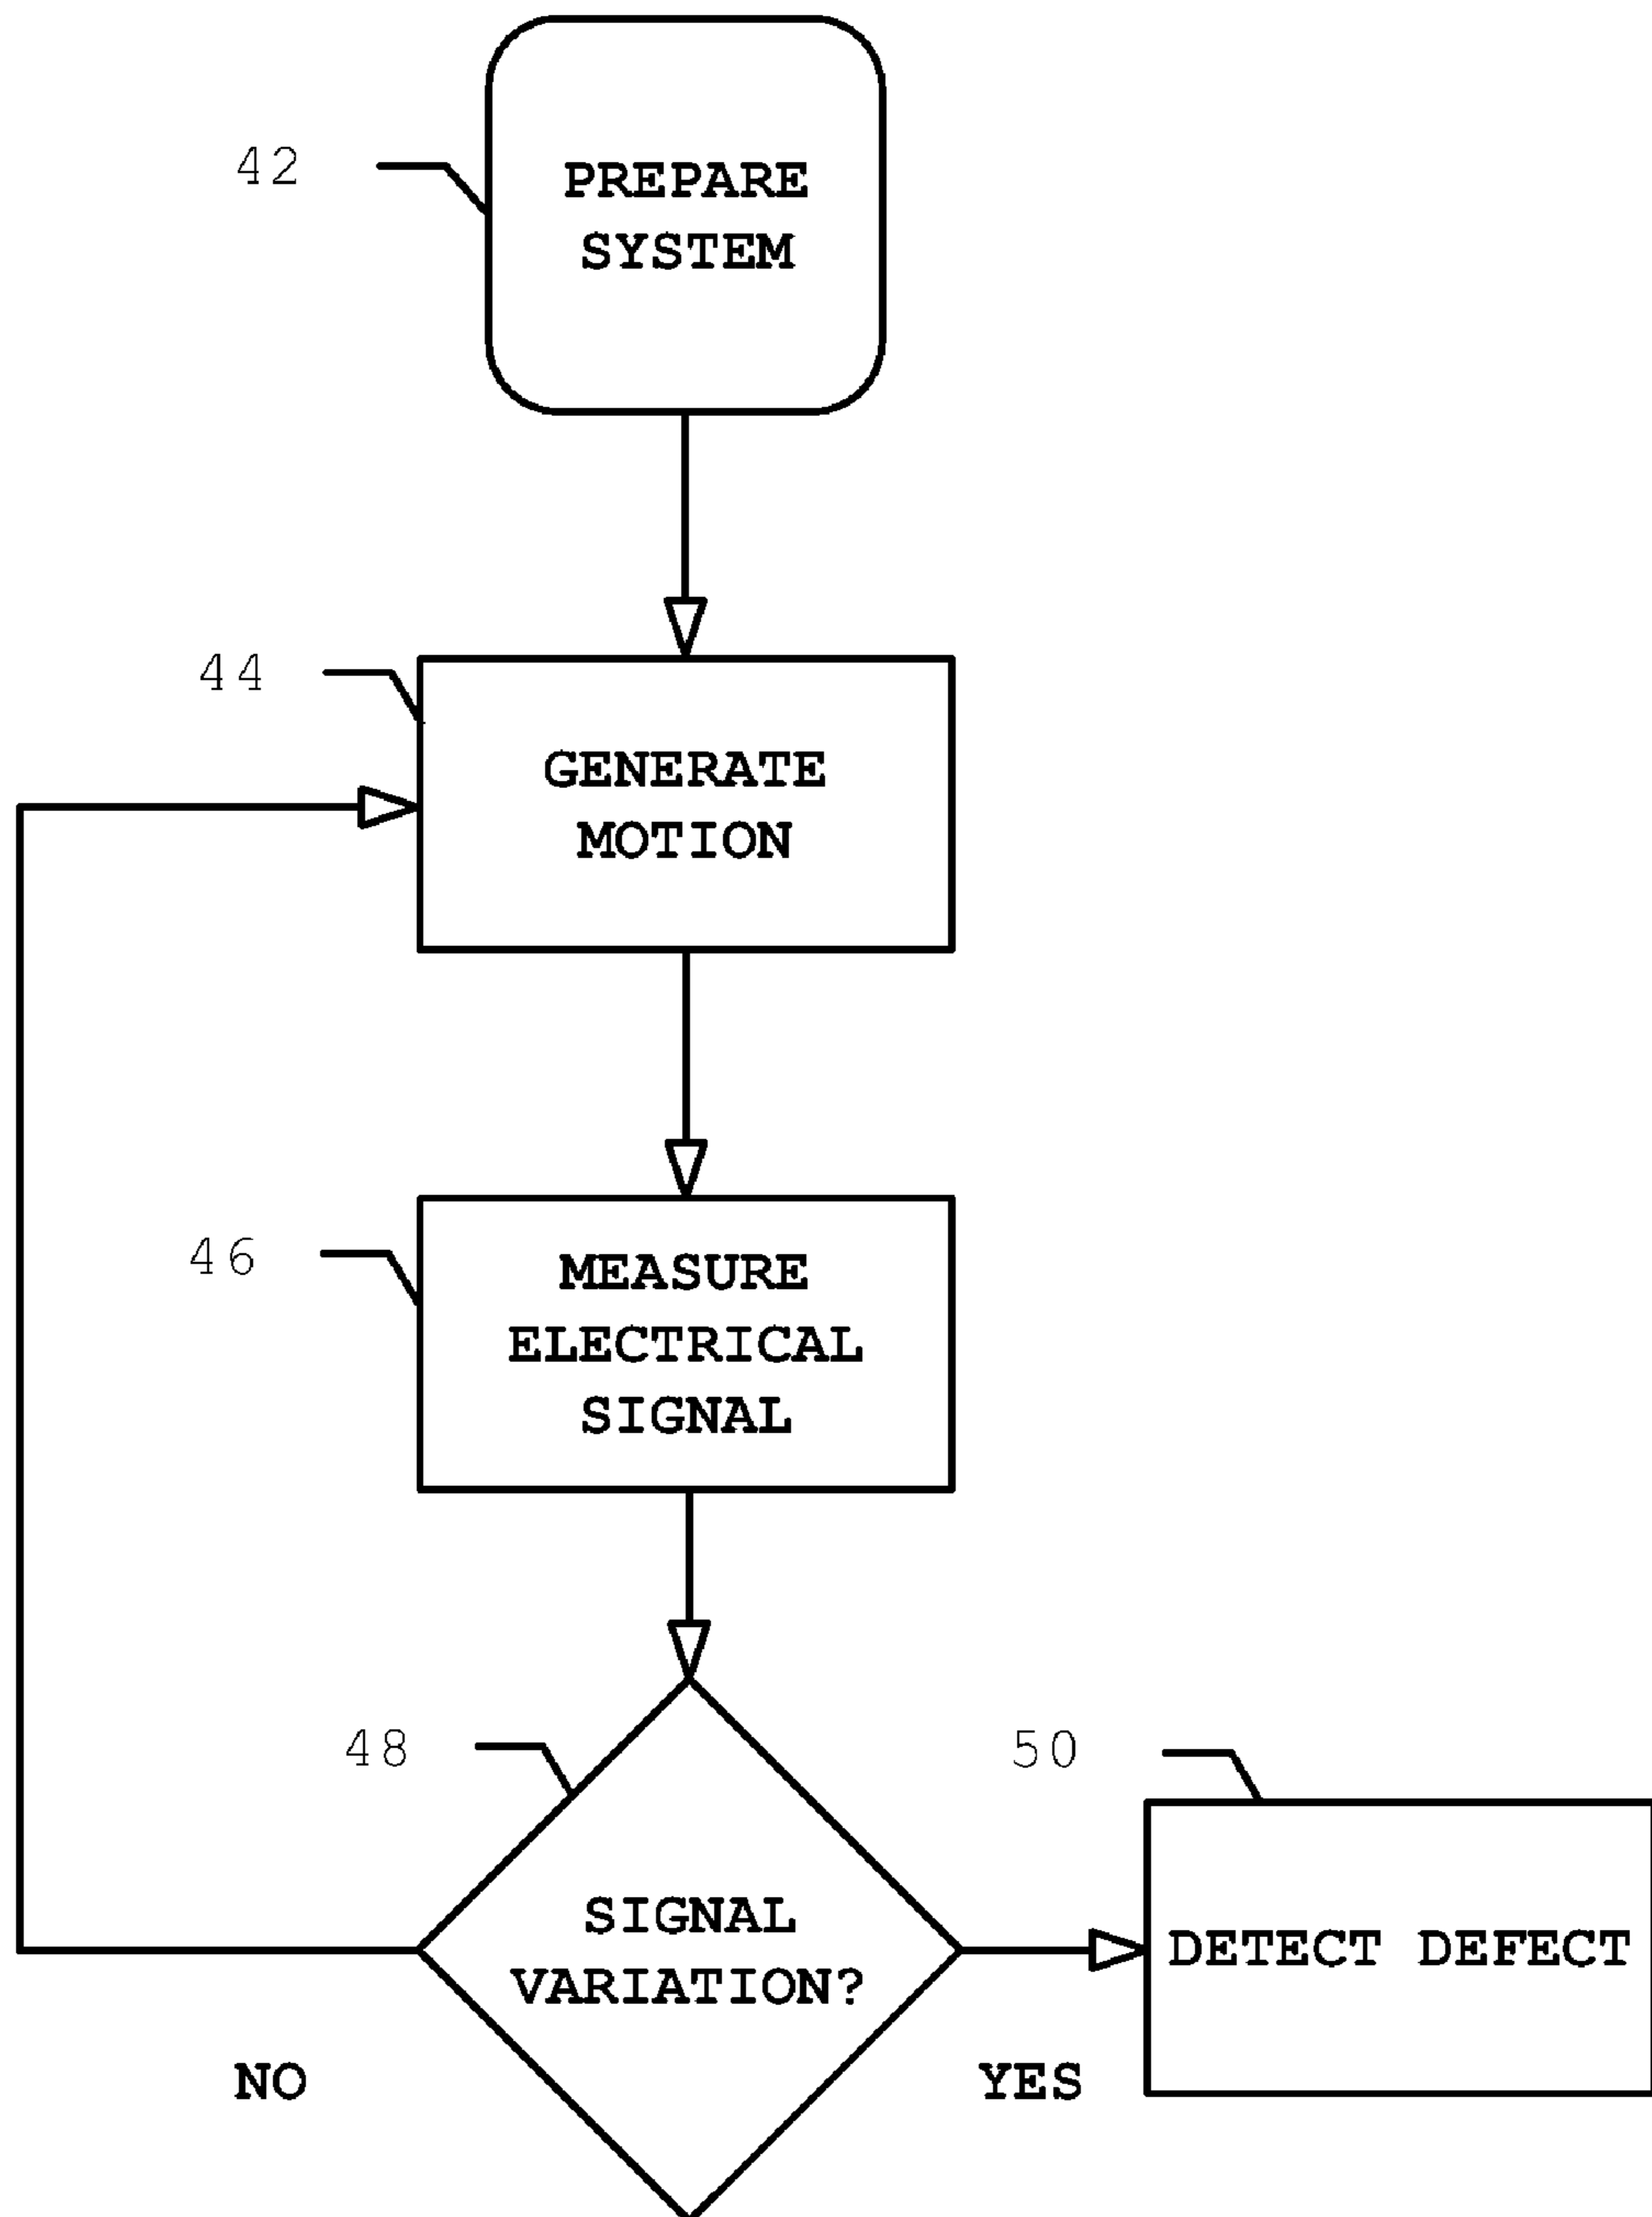 42
PREPARE
SYSTEM
44
GENERATE
MOTION
46
MEASURE
ELECTRICAL
SIGNAL
48
SIGNAL
VARIATION?
50
DETECT DEFECT
NO
YES